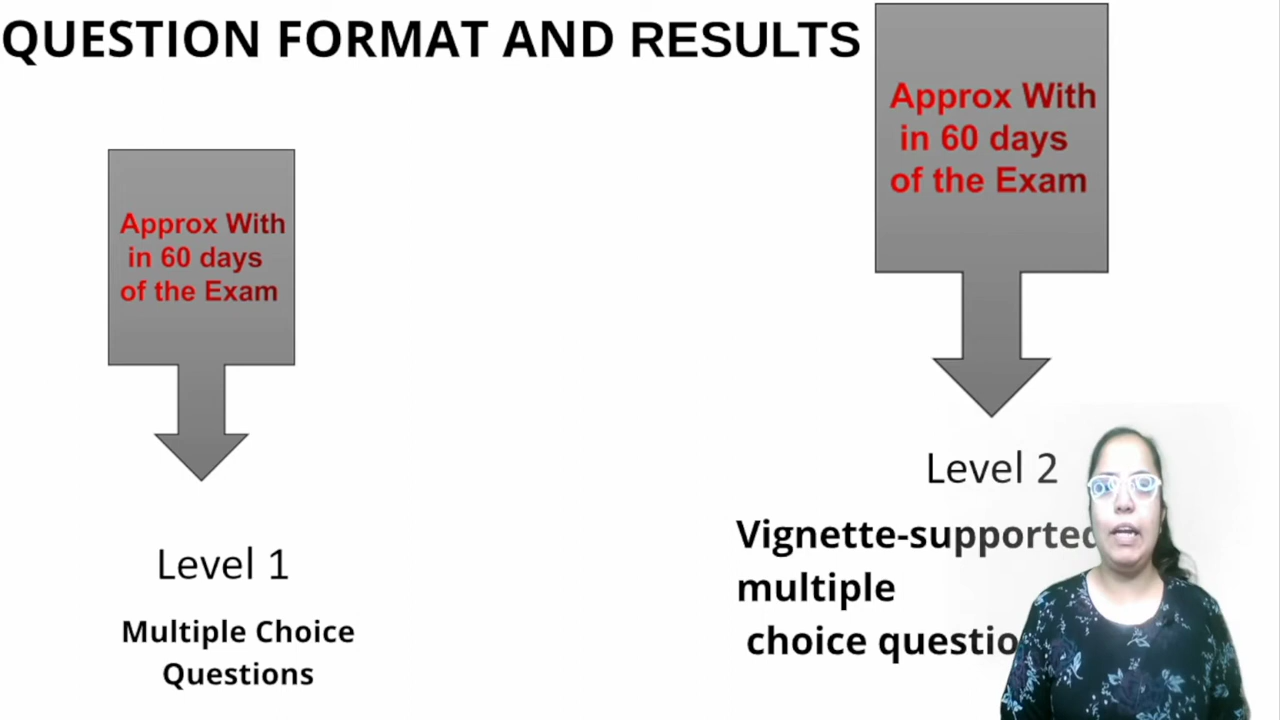 QUESTION FORMAT AND RESULTS
Approx With
in 60 days
of the Exam
Level 1
Multiple Choice
Questions
Approx With
in 60 days
of the Exam
Level 2
Vignette-supported
multiple
choice